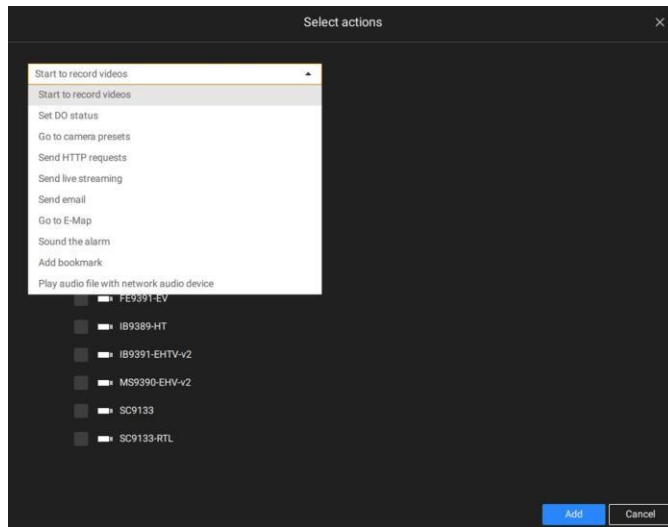 Select actions
Start to record videos
Start to record videos
Set DO status
Go to camera presets
Send HTTP requests
Send live streaming
Send email
Go to E-Map
Sound the alarm
Add bookmark
Play audio file with network audio device
FE9391-EV
IB9389-HT
IB9391-EHTV-v2
MS9390-EHV-v2
SC9133
SC9133-RTL
Add Cancel